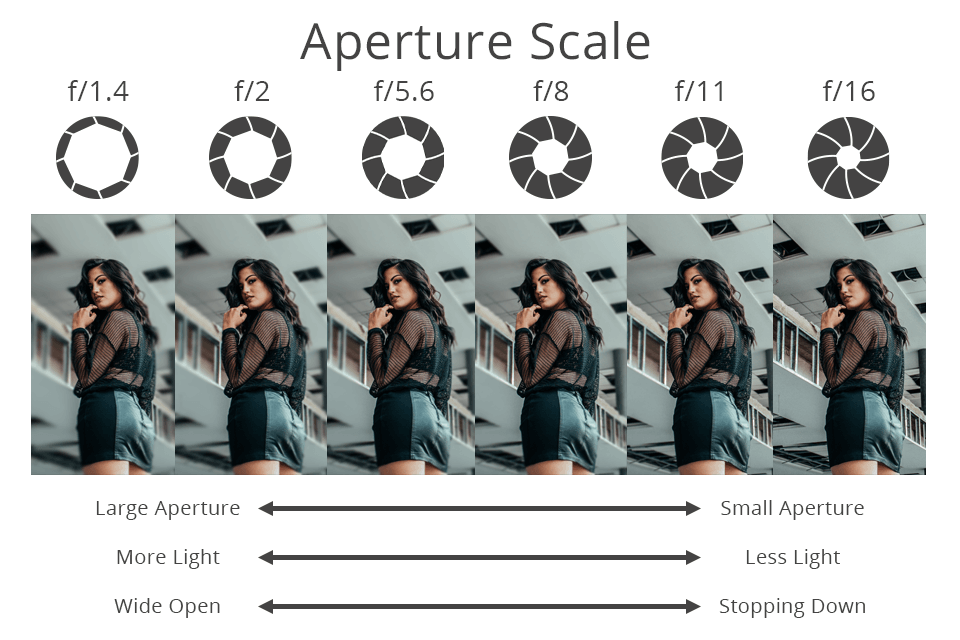 Aperture Scale
f/1.4 f/2 f/5.6 f/8 f/11 f/16
Large Aperture Small Aperture
More Light Less Light
Wide Open Stopping Down